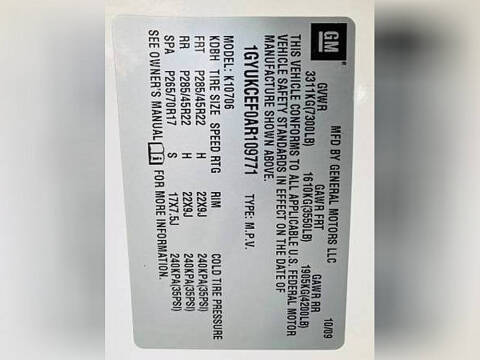 GM
MFD BY GENERAL MOTORS LLC 10/09
GVWR GAWR FRT GAWR RR
3311KG(7300LB) 1610KG(3550LB) 1905KG(4200LB)
THIS VEHICLE CONFORMS TO ALL APPLICABLE U.S. FEDERAL MOTOR
VEHICLE SAFETY STANDARDS IN EFFECT ON THE DATE OF
MANUFACTURE SHOWN ABOVE.
1GYUKCEF0AR109771 TYPE: M.P.V.
MODEL: K10706
KDBH TIRE SIZE SPEED RTG RIM COLD TIRE PRESSURE
FRT P285/45R22 H 22X9J 240KPA(35PSI)
RR P285/45R22 H 22X9J 240KPA(35PSI)
SPA P265/70R17 S 17X7.5J 240KPA(35PSI)
SEE OWNER'S MANUAL i FOR MORE INFORMATION.